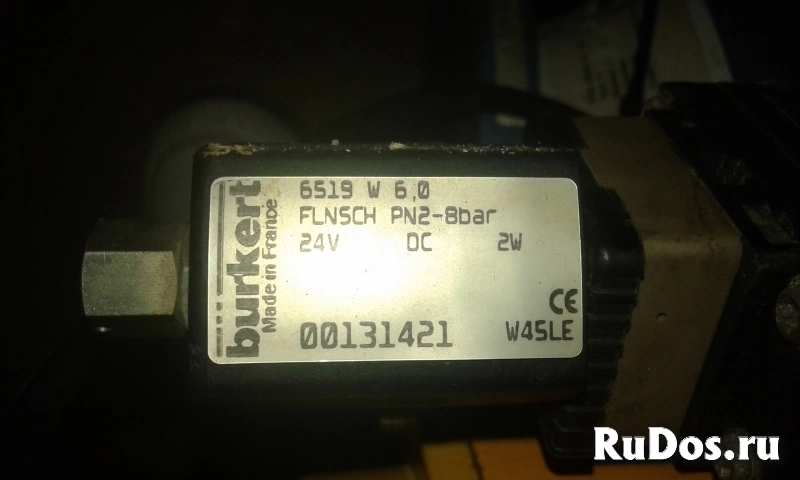 burkert
Made in France
6519 W 6,0
FLNSCH PN2-8bar
24V DC 2W
CE
00131421 W45LE
RuDos.ru